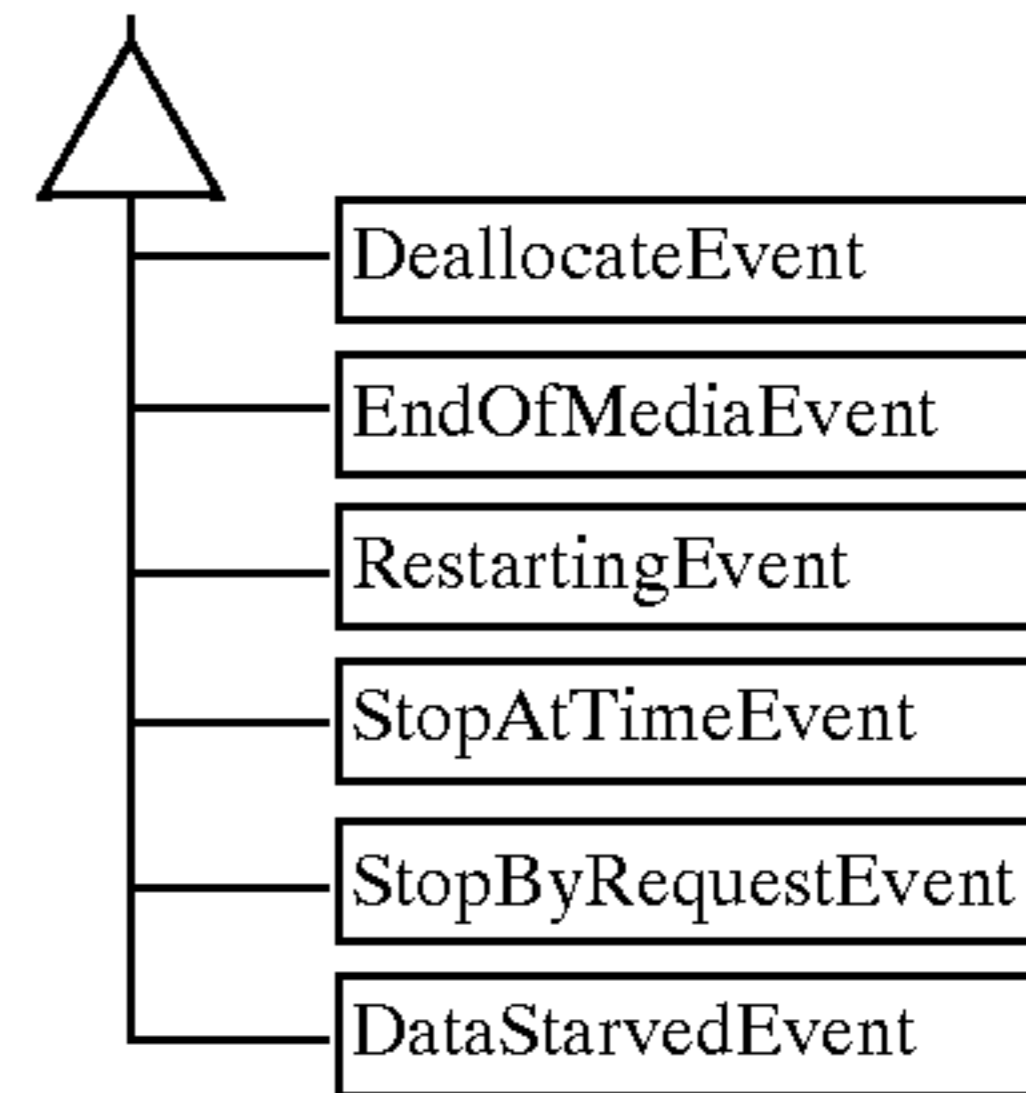 DeallocateEvent
EndOfMediaEvent
RestartingEvent
StopAtTimeEvent
StopByRequestEvent
DataStarvedEvent